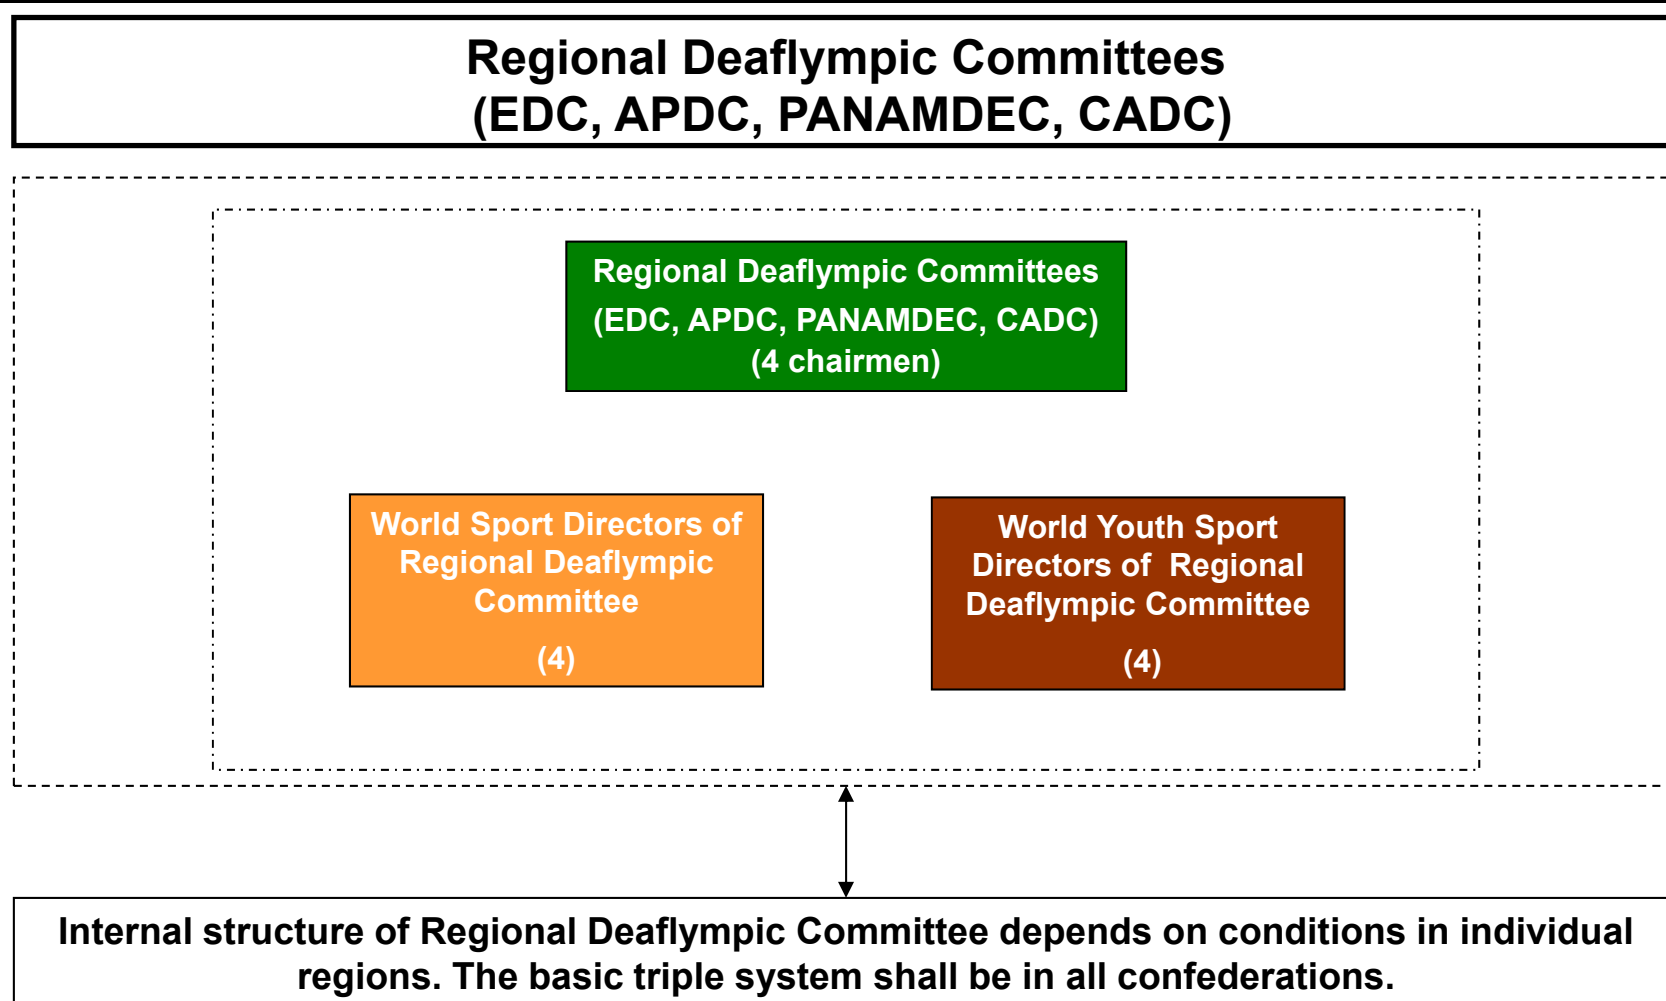 Regional Deaflympic Committees
(EDC, APDC, PANAMDEC, CADC)
Regional Deaflympic Committees
(EDC, APDC, PANAMDEC, CADC)
(4 chairmen)
World Sport Directors of
Regional Deaflympic
Committee
(4)
World Youth Sport
Directors of  Regional
Deaflympic Committee
(4)
Internal structure of Regional Deaflympic Committee depends on conditions in individual
regions. The basic triple system shall be in all confederations.